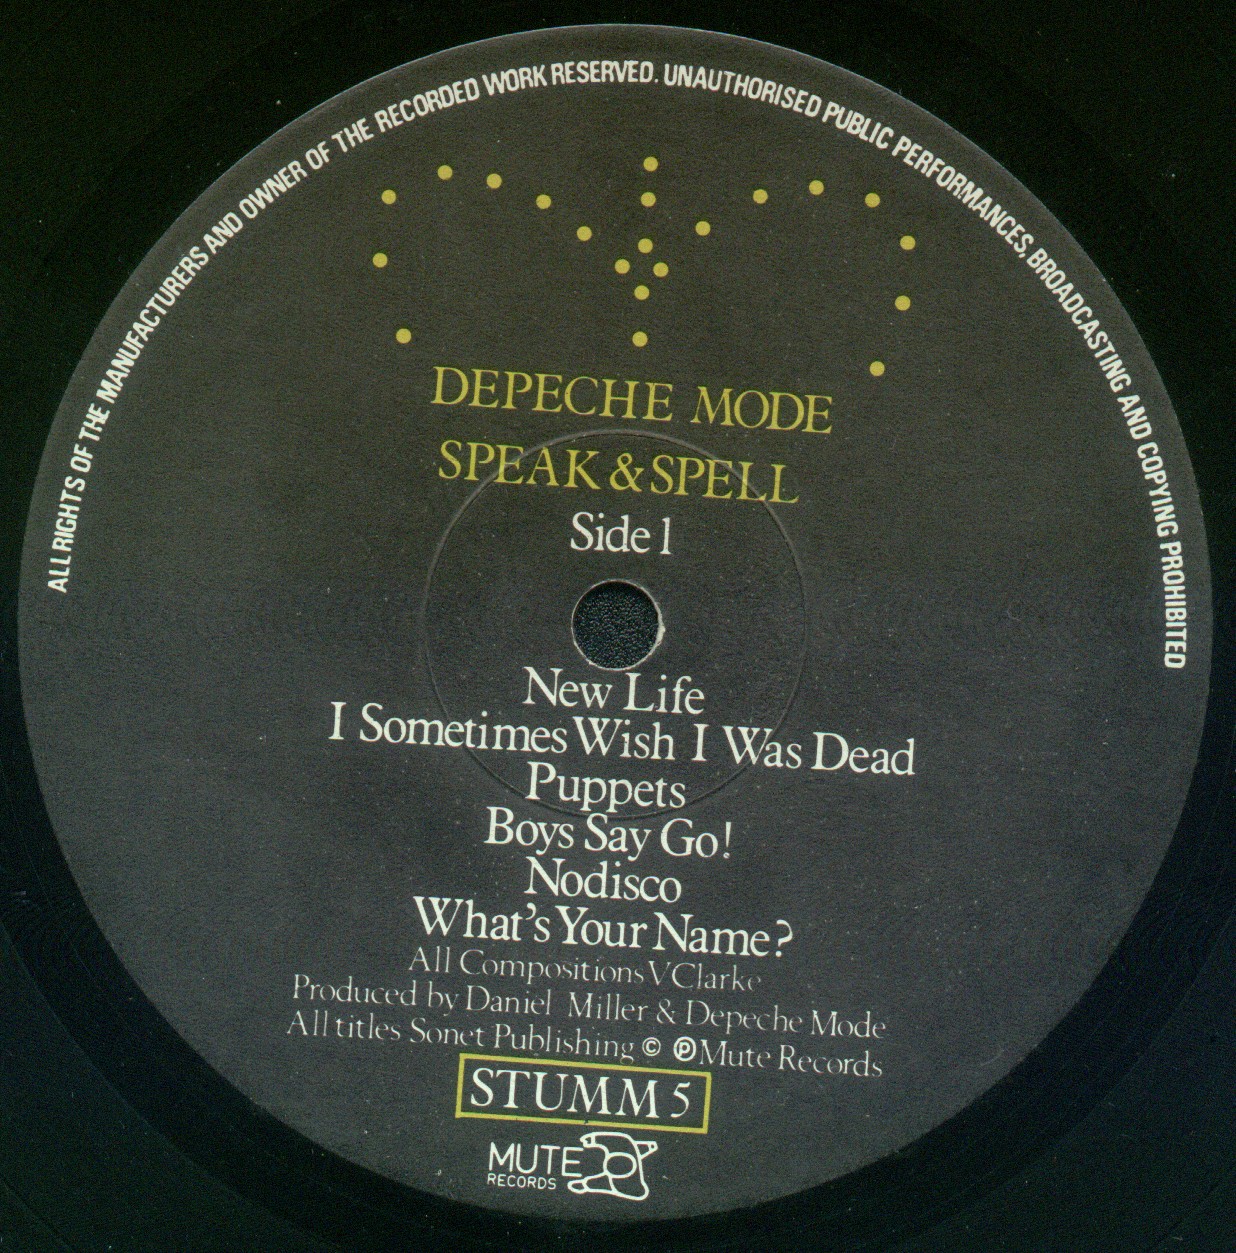 ALL RIGHTS OF THE MANUFACTURERS AND OWNER OF THE RECORDED WORK RESERVED. UNAUTHORISED PUBLIC PERFORMANCES, BROADCASTING AND COPYING PROHIBITED
DEPECHE MODE
SPEAK & SPELL
Side 1
New Life
I Sometimes Wish I Was Dead
Puppets
Boys Say Go!
Nodisco
What's Your Name?
All Compositions V Clarke
Produced by Daniel Miller & Depeche Mode
All titles Sonet Publishing © ℗ Mute Records
STUMM 5
MUTE
RECORDS